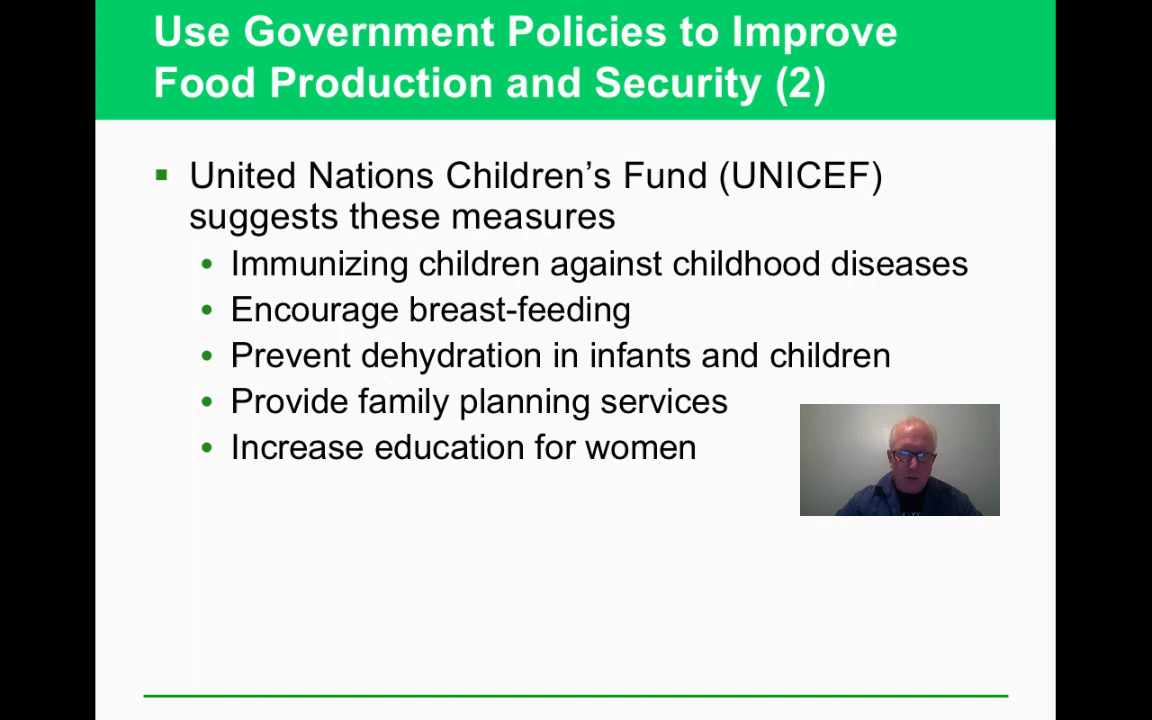 Use Government Policies to Improve
Food Production and Security (2)
United Nations Children’s Fund (UNICEF)
suggests these measures
Immunizing children against childhood diseases
Encourage breast-feeding
Prevent dehydration in infants and children
Provide family planning services
Increase education for women